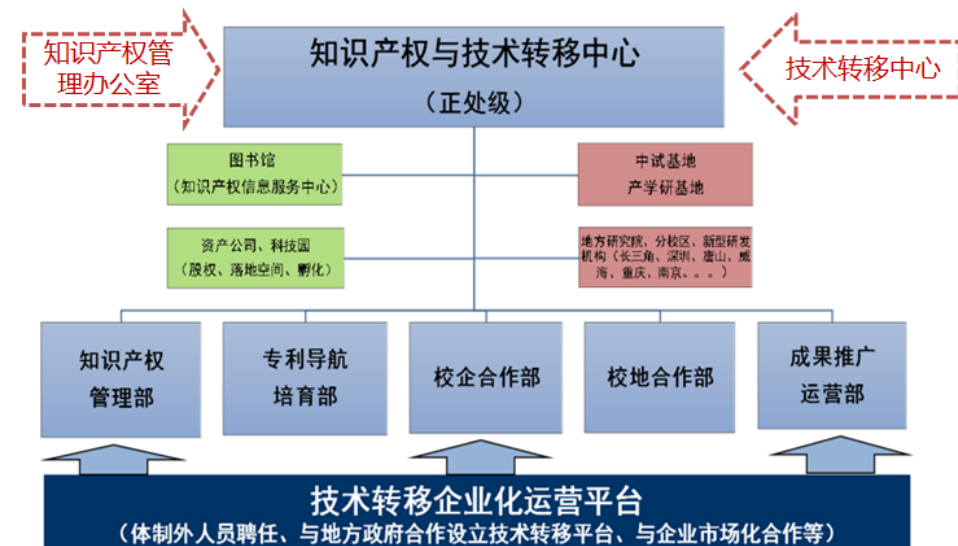 知识产权管
理办公室
知识产权与技术转移中心
（正处级）
技术转移中心
图书馆
（知识产权信息服务中心）
中试基地
产学研基地
资产公司、科技园
（股权、落地空间、孵化）
地方研究院、分校区、新型研发
机构（长三角、深圳、唐山、威
海、重庆、南京。。。）
知识产权
管理部
专利导航
培育部
校企合作部
校地合作部
成果推广
运营部
技术转移企业化运营平台
（体制外人员聘任、与地方政府合作设立技术转移平台、与企业市场化合作等）